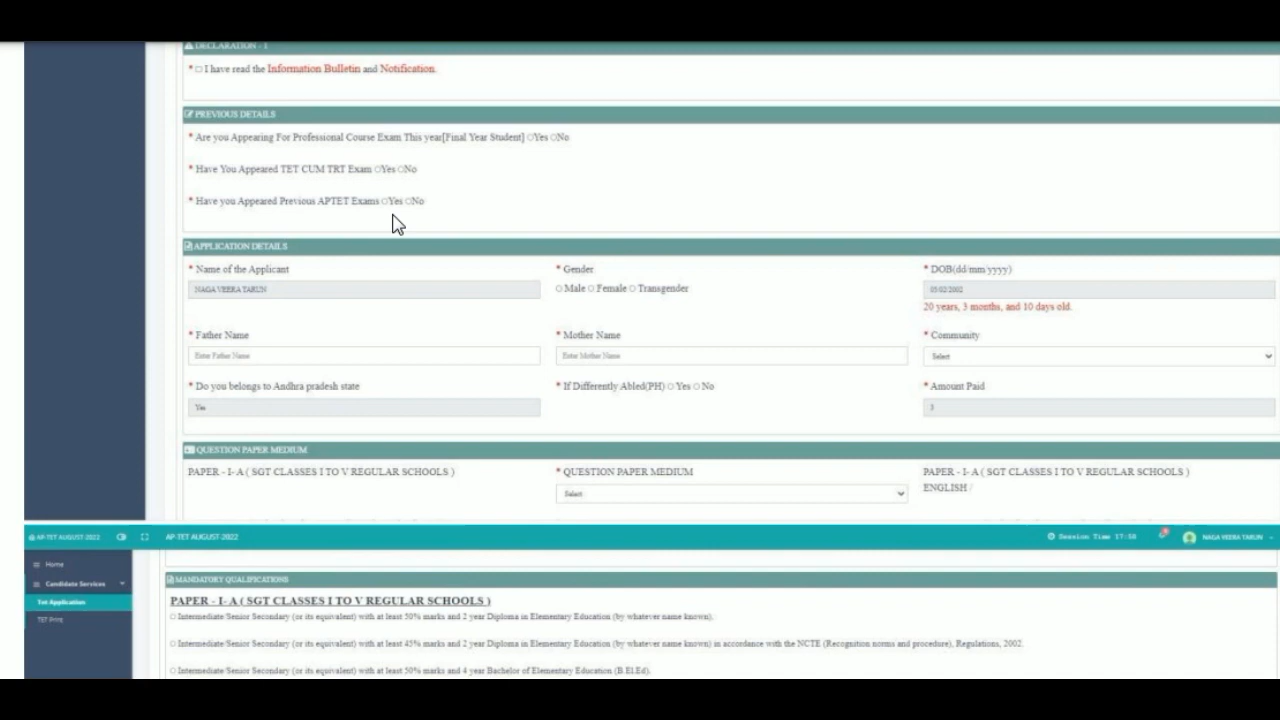 DECLARATION - 1
* I have read the Information Bulletin and Notification.
PREVIOUS DETAILS
* Are you Appearing For Professional Course Exam This year[Final Year Student] Yes No
* Have You Appeared TET CUM TRT Exam Yes No
* Have you Appeared Previous APTET Exams Yes No
APPLICATION DETAILS
* Name of the Applicant * Gender * DOB(dd/mm/yyyy)
NAGA VEERA TARUN Male Female Transgender 05/02/2002
20 years, 3 months, and 10 days old.
* Father Name * Mother Name * Community
Enter Father Name Enter Mother Name Select
* Do you belongs to Andhra pradesh state * If Differently Abled(PH) Yes No * Amount Paid
Yes 3
QUESTION PAPER MEDIUM
PAPER - I- A ( SGT CLASSES I TO V REGULAR SCHOOLS ) * QUESTION PAPER MEDIUM PAPER - I- A ( SGT CLASSES I TO V REGULAR SCHOOLS )
Select ENGLISH /
AP-TET AUGUST-2022 AP-TET AUGUST-2022 Session Time 17:58 NAGA VEERA TARUN
Home
Candidate Services
Tet Application
TET Print
MANDATORY QUALIFICATIONS
PAPER - I- A ( SGT CLASSES I TO V REGULAR SCHOOLS )
Intermediate/Senior Secondary (or its equivalent) with at least 50% marks and 2 year Diploma in Elementary Education (by whatever name known).
Intermediate/Senior Secondary (or its equivalent) with at least 45% marks and 2 year Diploma in Elementary Education (by whatever name known) in accordance with the NCTE (Recognition norms and procedure), Regulations, 2002.
Intermediate/Senior Secondary (or its equivalent) with at least 50% marks and 4 year Bachelor of Elementary Education (B.El.Ed).